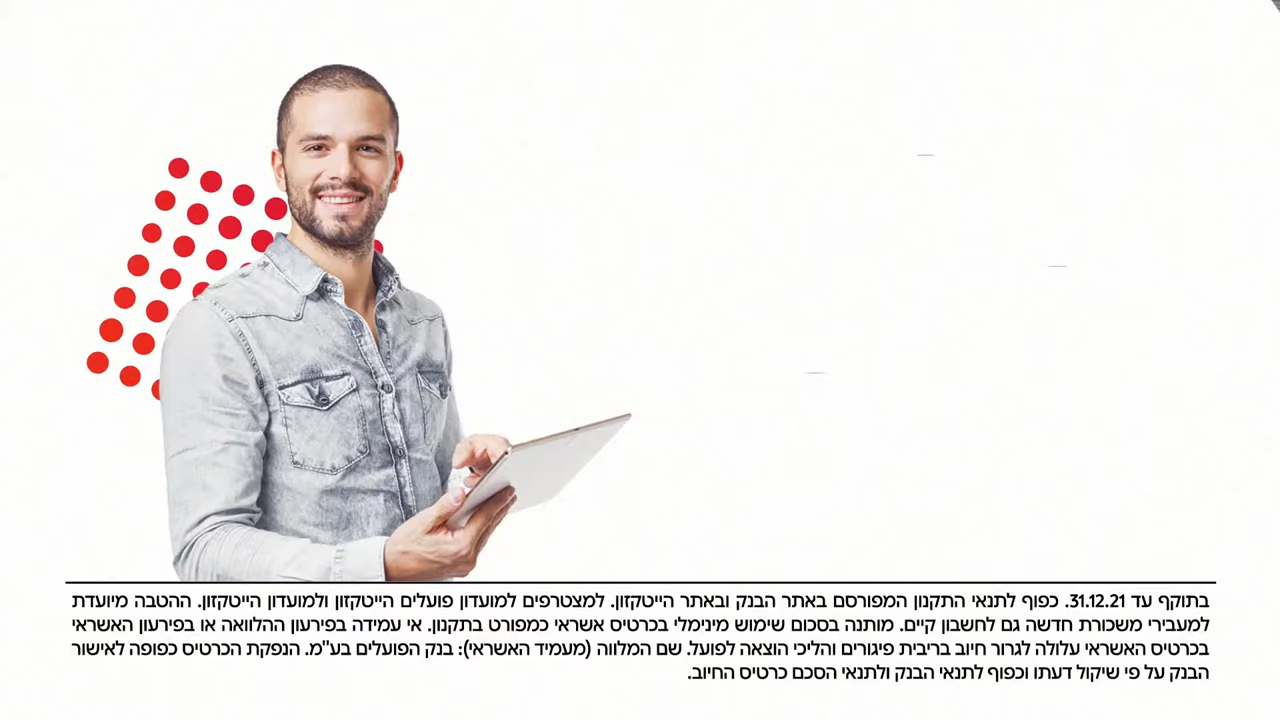 בתוקף עד 31.12.21. כפוף לתנאי התקנון המפורסם באתר הבנק ובאתר הייטקזון. למצטרפים למועדון פועלים הייטקזון ולמועדון הייטקזון. ההטבה מיועדת
למעבירי משכורת חדשה גם לחשבון קיים. מותנה בסכום שימוש מינימלי בכרטיס אשראי כמפורט בתקנון. אי עמידה בפירעון ההלוואה או בפירעון האשראי
בכרטיס האשראי עלולה לגרור חיוב בריבית פיגורים והליכי הוצאה לפועל. שם המלווה (מעמיד האשראי): בנק הפועלים בע"מ. הנפקת הכרטיס כפופה לאישור
הבנק על פי שיקול דעתו וכפוף לתנאי הבנק ולתנאי הסכם כרטיס החיוב.